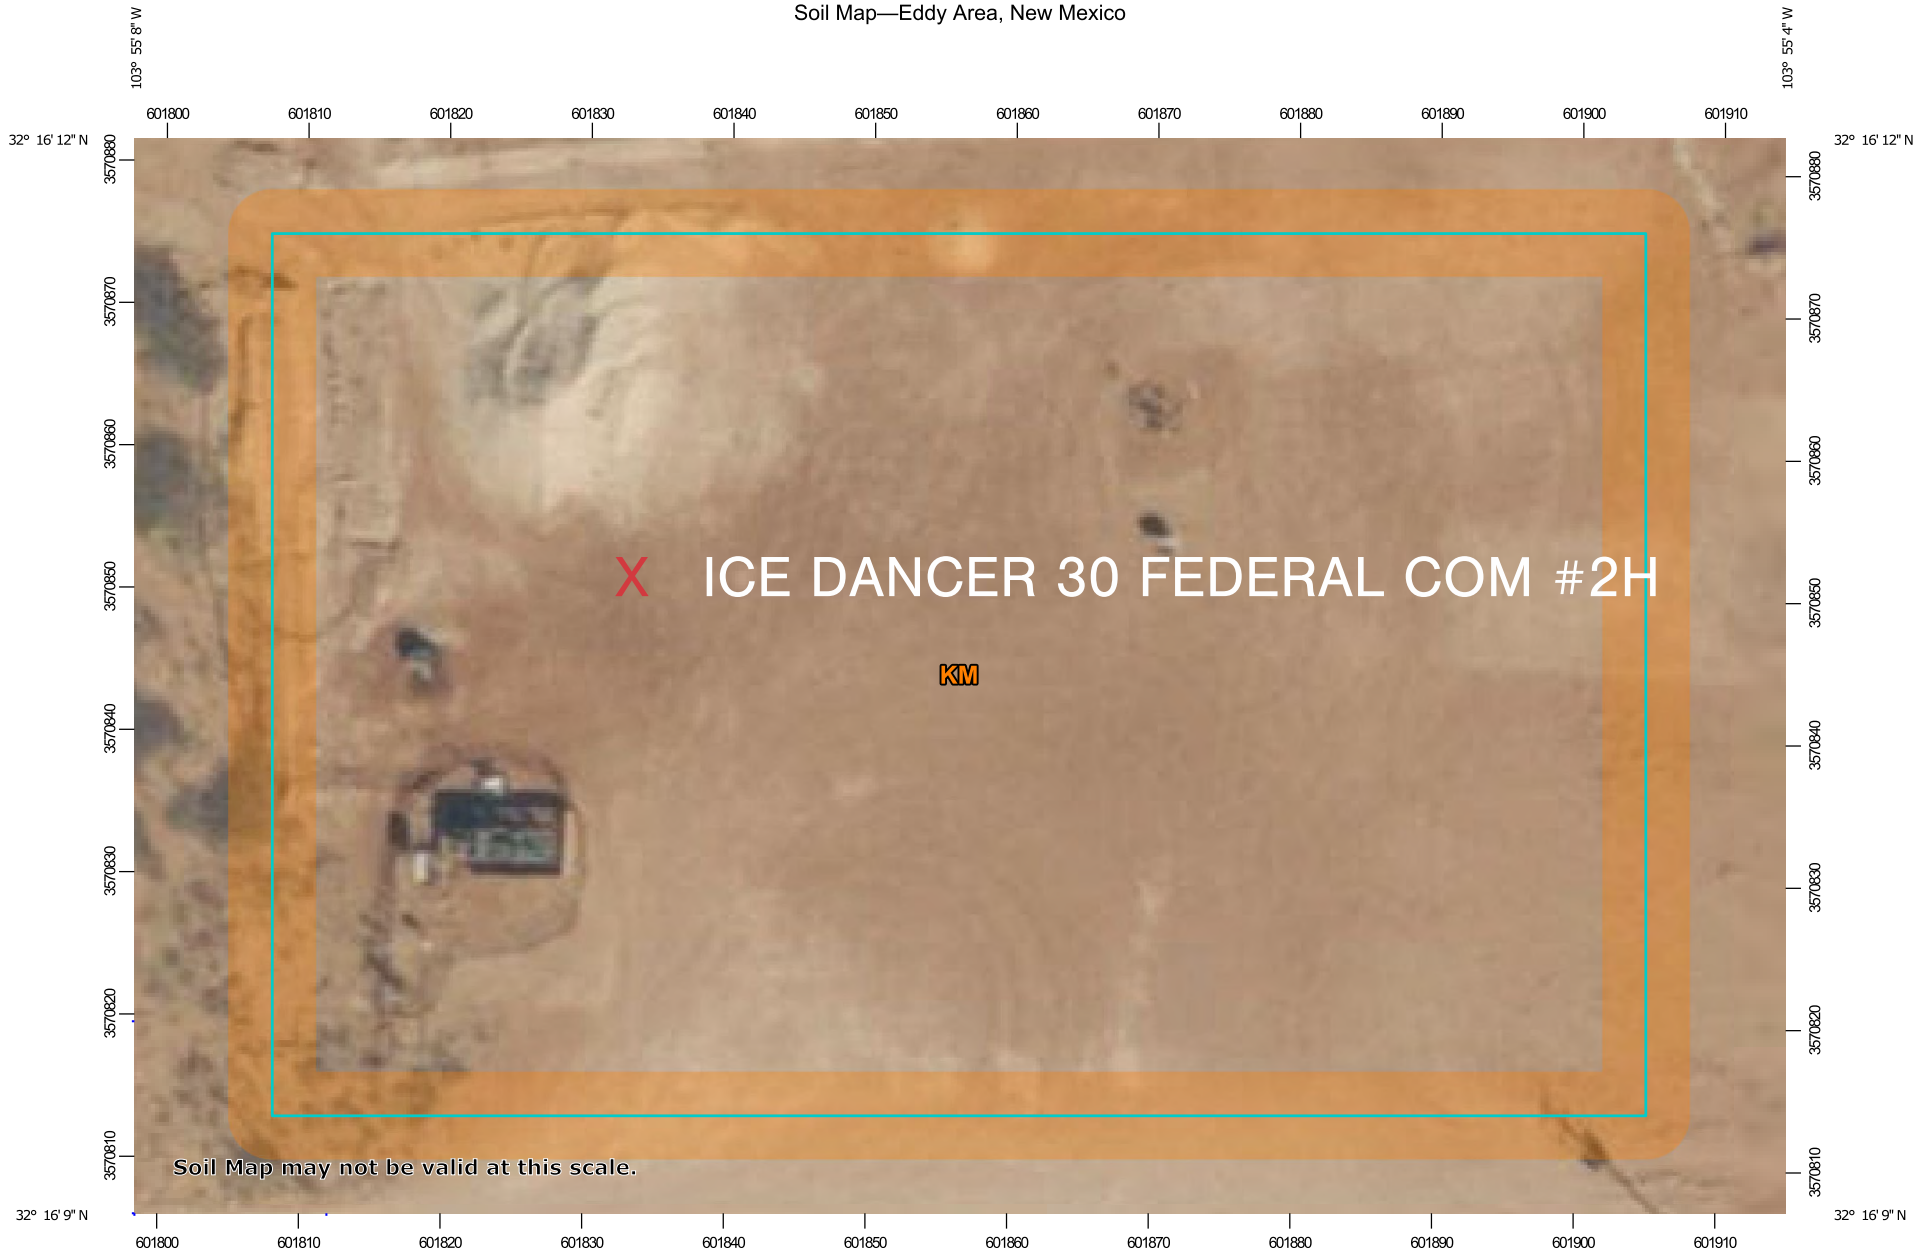 Soil Map—Eddy Area, New Mexico
103° 55' 8'' W
103° 55' 4'' W
601800 601810 601820 601830 601840 601850 601860 601870 601880 601890 601900 601910
32° 16' 12'' N
32° 16' 12'' N
3570880
3570880
3570870
3570870
3570860
3570860
X ICE DANCER 30 FEDERAL COM #2H
3570850
3570850
KM
3570840
3570840
3570830
3570830
3570820
3570820
3570810
3570810
Soil Map may not be valid at this scale.
32° 16' 9'' N
32° 16' 9'' N
601800 601810 601820 601830 601840 601850 601860 601870 601880 601890 601900 601910